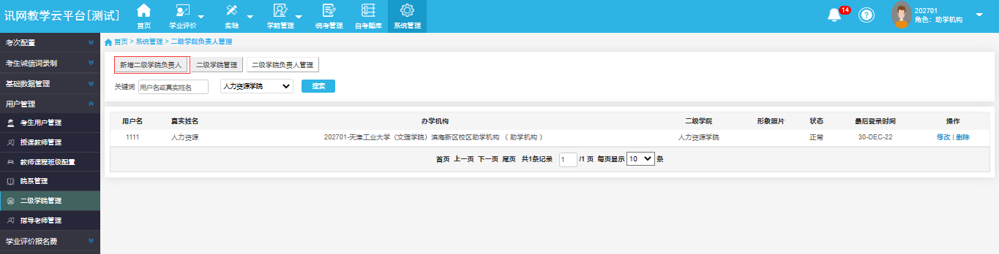 讯网教学云平台[测试]
首页 学业评价 实践 学籍管理 统考管理 自考题库 系统管理
14
202701
角色：助学机构
考次配置
考生诚信词录制
基础数据管理
用户管理
考生用户管理
授课教师管理
教师课程班级配置
院系管理
二级学院管理
指导老师管理
学业评价报名费
首页 > 系统管理 > 二级学院负责人管理
新增二级学院负责人 二级学院管理 二级学院负责人管理
关键词 用户名或真实姓名 人力资源学院 搜索
用户名 真实姓名 办学机构 二级学院 形象照片 状态 最后登录时间 操作
1111 人力资源 202701-天津工业大学（文理学院）滨海新区校区助学机构 （ 助学机构 ） 人力资源学院 正常 30-DEC-22 修改 | 删除
首页 上一页 下一页 尾页 共1条记录 1 /1 页 每页显示 10 条